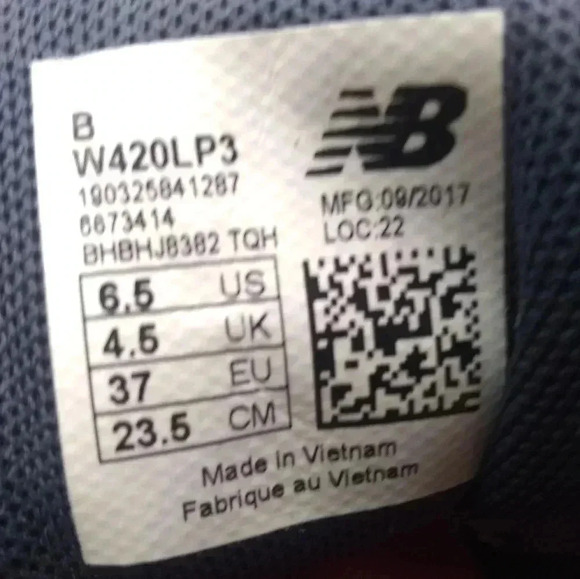 B
W420LP3
190325841287
6673414
BHBHJ8382 TQH
NB
MFG:09/2017
LOC:22
6.5 US
4.5 UK
37 EU
23.5 CM
Made in Vietnam
Fabrique au Vietnam